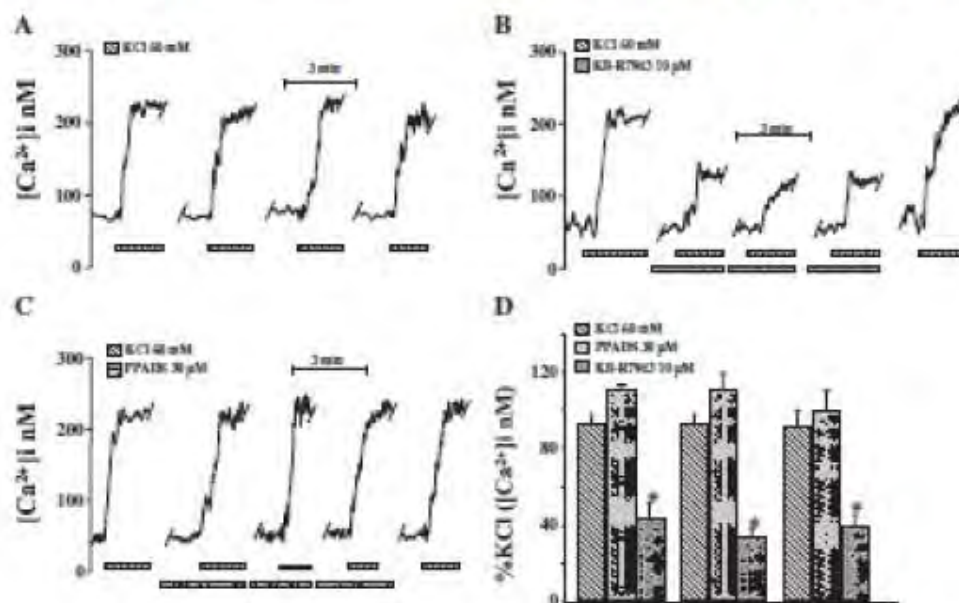 A
KCl 60 mM
[Ca²⁺]i nM
300
200
100
0
3 min
B
KCl 60 mM
KB-R7943 10 µM
[Ca²⁺]i nM
300
200
100
0
3 min
C
KCl 60 mM
PPADS 30 µM
[Ca²⁺]i nM
300
200
100
0
3 min
D
KCl 60 mM
PPADS 30 µM
KB-R7943 10 µM
%KCl ([Ca²⁺]i nM)
120
80
40
0